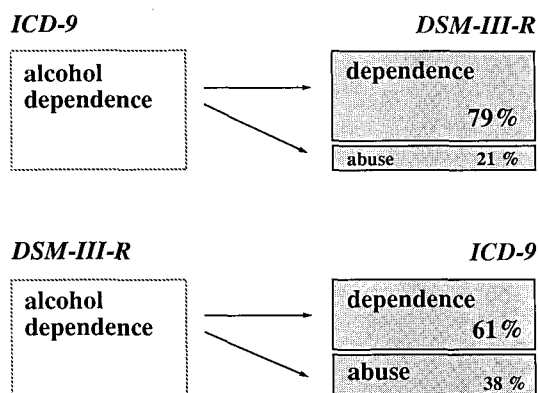 ICD-9
DSM-III-R
alcohol
dependence
dependence
79%
abuse 21 %
DSM-III-R
ICD-9
alcohol
dependence
dependence
61%
abuse
38 %